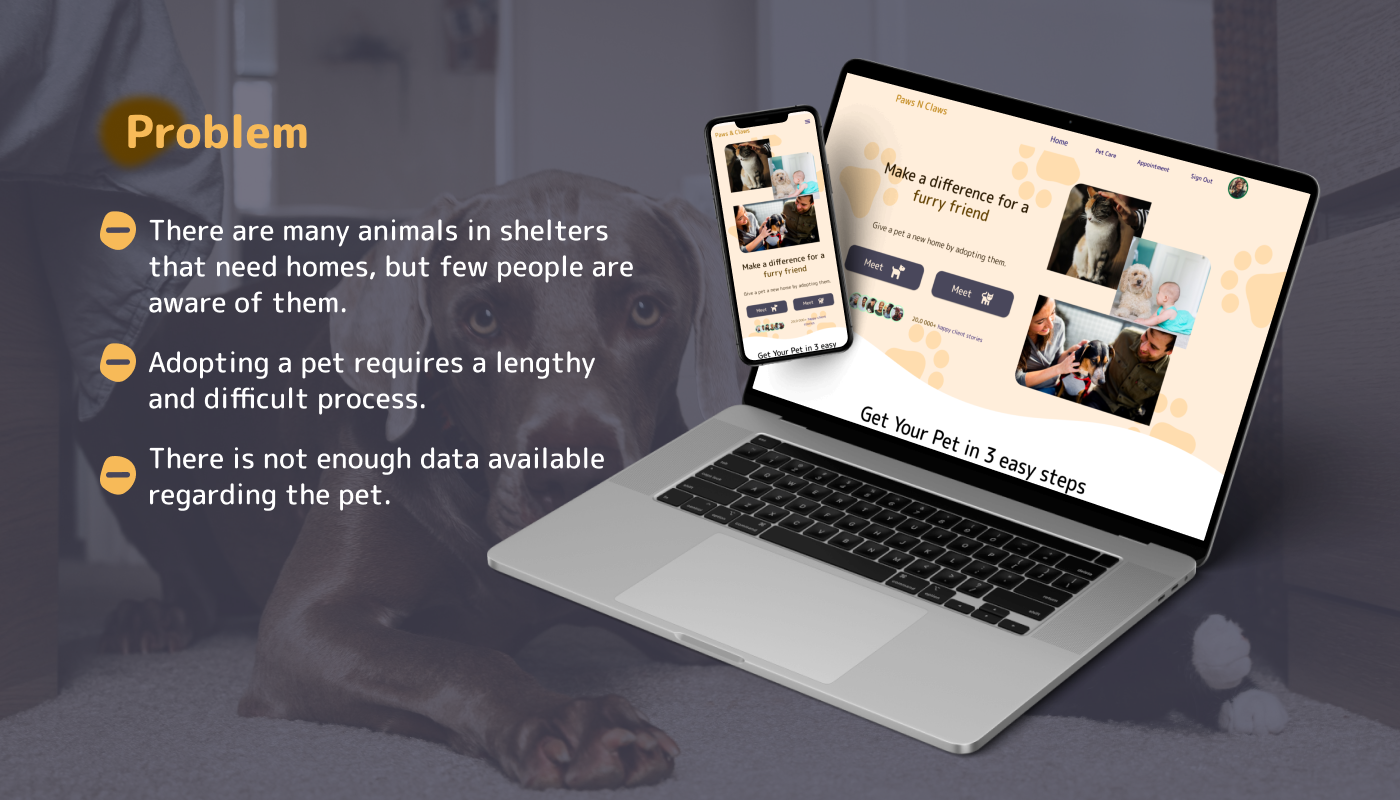 Problem
There are many animals in shelters
that need homes, but few people are
aware of them.
Adopting a pet requires a lengthy
and difficult process.
There is not enough data available
regarding the pet.
Paws & Claws
Make a difference for a
furry friend
Give a pet a new home by adopting them.
Meet
Meet
Get Your Pet in 3 easy
Paws N Claws
Home
Pet Care
Appointment
Sign Out
Make a difference for a
furry friend
Give a pet a new home by adopting them.
Meet
Meet
20,0 000+ happy client stories
Get Your Pet in 3 easy steps